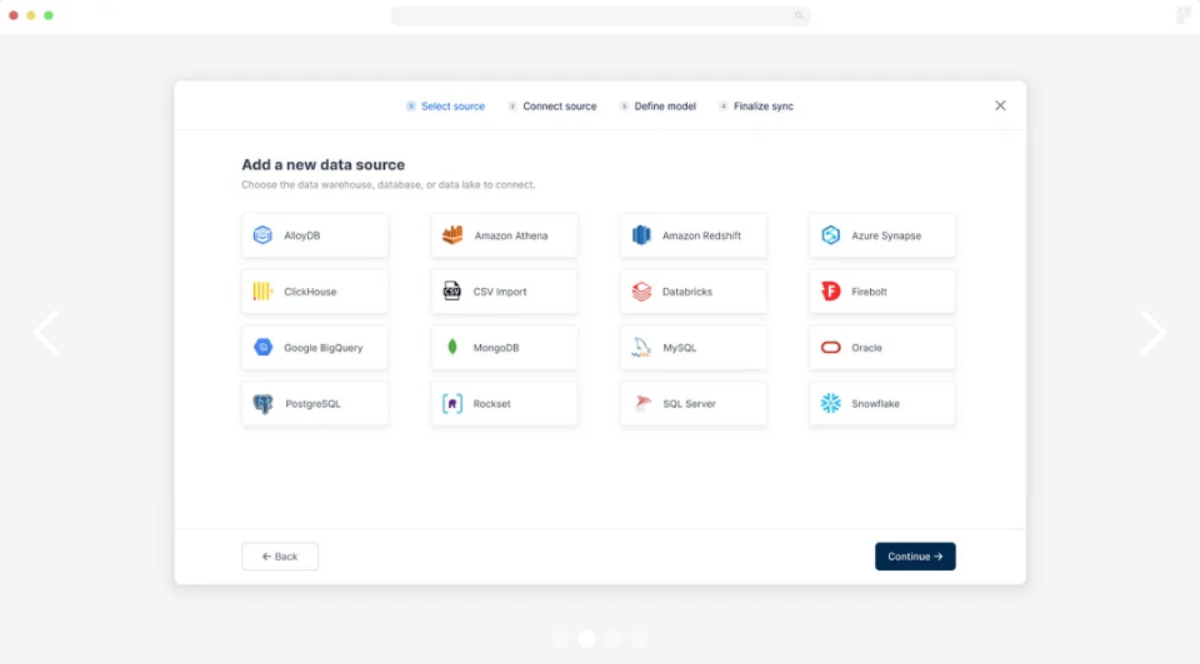 1 Select source 2 Connect source 3 Define model 4 Finalize sync
Add a new data source
Choose the data warehouse, database, or data lake to connect.
AlloyDB Amazon Athena Amazon Redshift Azure Synapse
ClickHouse CSV CSV Import Databricks F Firebolt
Google BigQuery MongoDB MySQL Oracle
PostgreSQL R Rockset SQL Server Snowflake
← Back Continue →